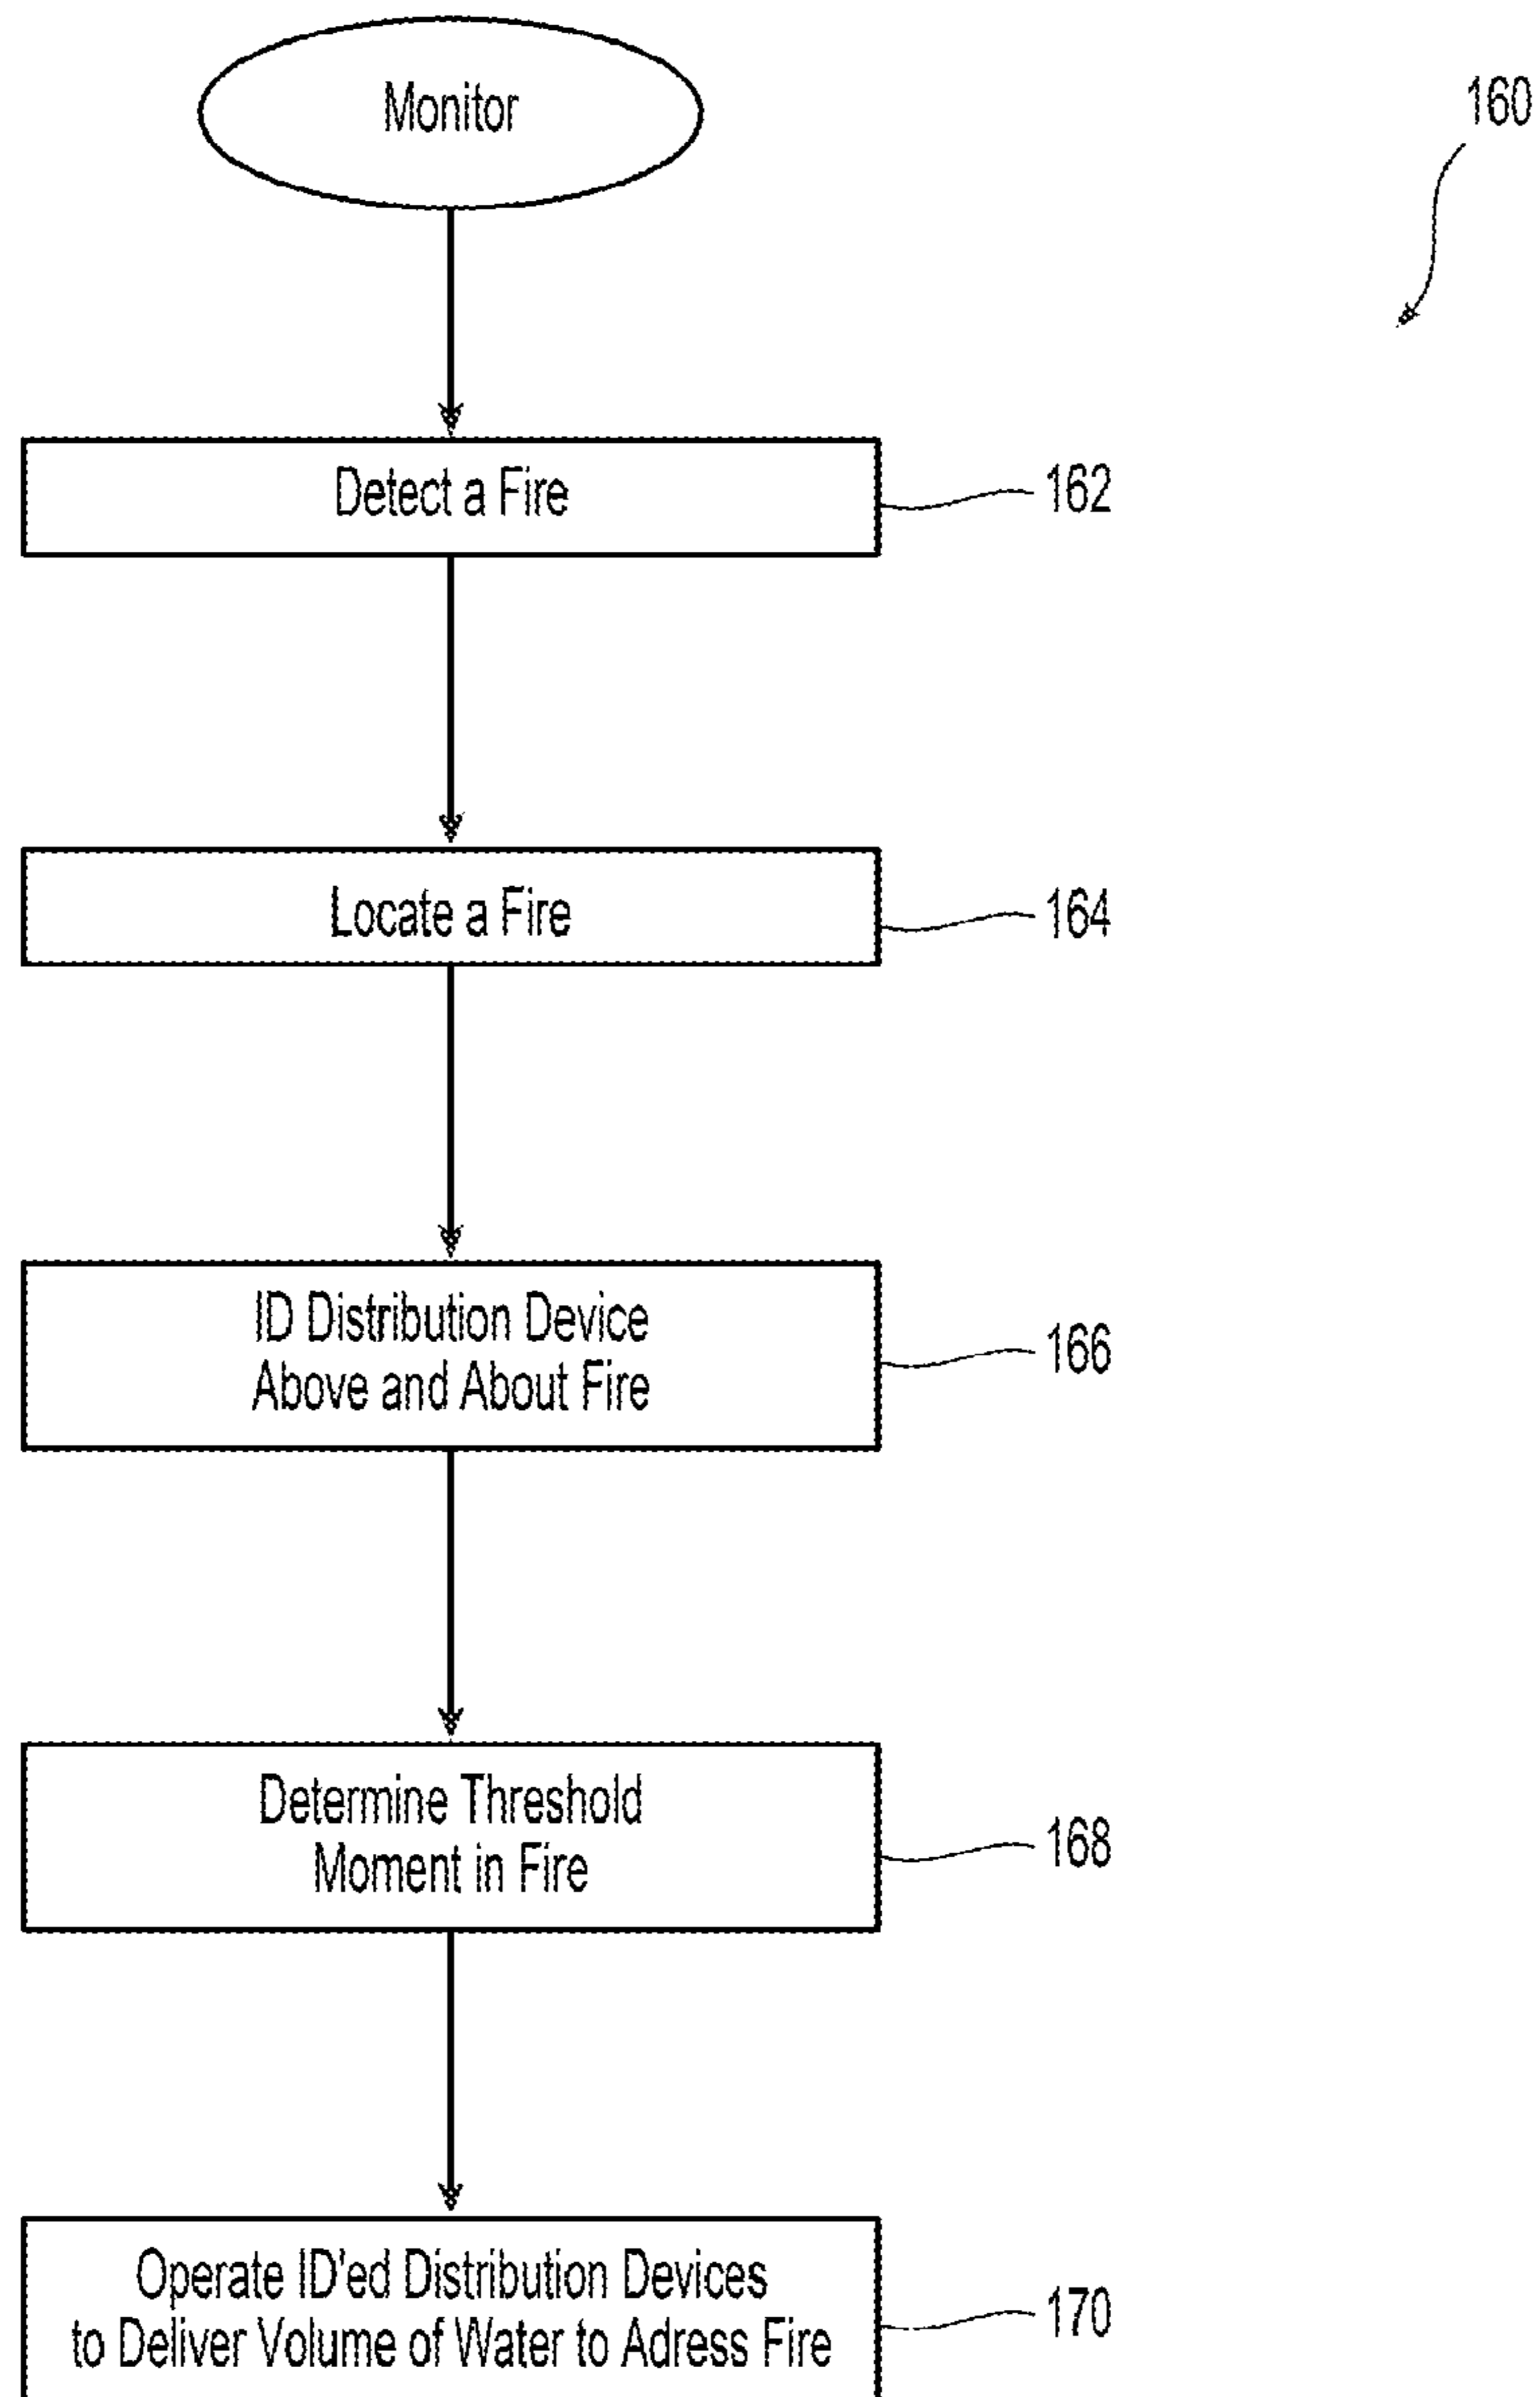 Monitor
160
Detect a Fire
162
Locate a Fire
164
ID Distribution Device
Above and About Fire
166
Determine Threshold
Moment in Fire
168
Operate ID'ed Distribution Devices
to Deliver Volume of Water to Adress Fire
170